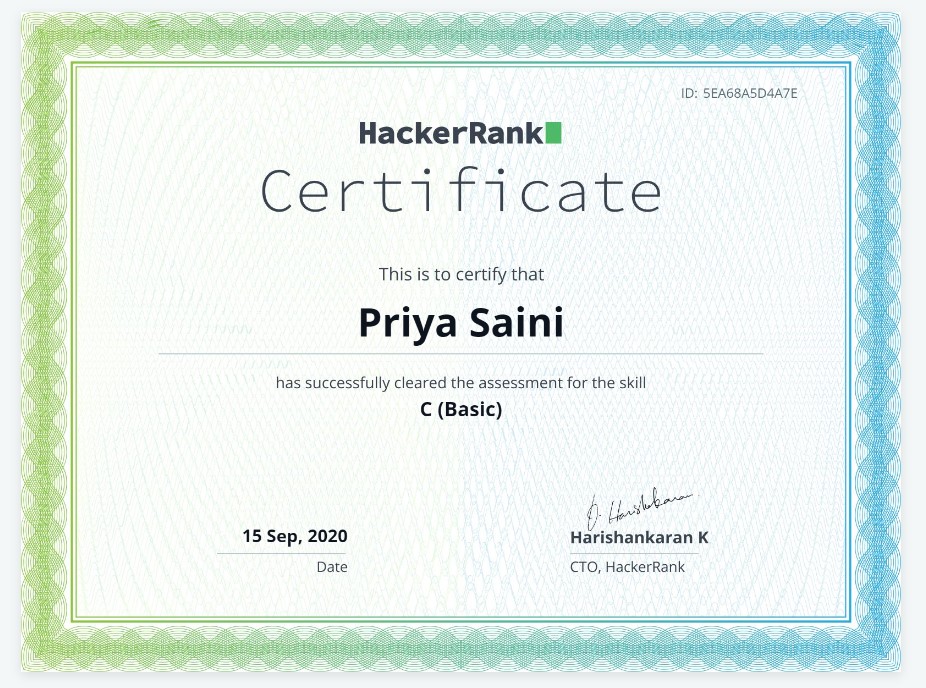 ID: 5EA68A5D4A7E
HackerRank
Certificate
This is to certify that
Priya Saini
has successfully cleared the assessment for the skill
C (Basic)
15 Sep, 2020
Date
Harishankaran K
CTO, HackerRank